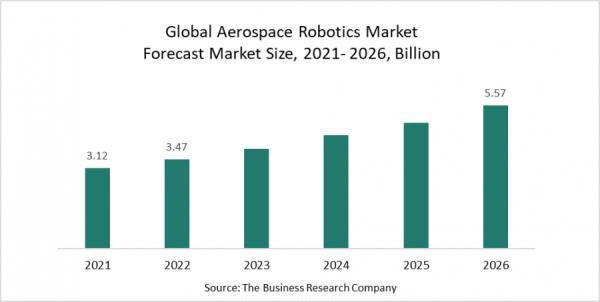 Global Aerospace Robotics Market
Forecast Market Size, 2021- 2026, Billion
5.57
3.12
3.47
2021 2022 2023 2024 2025 2026
Source: The Business Research Company